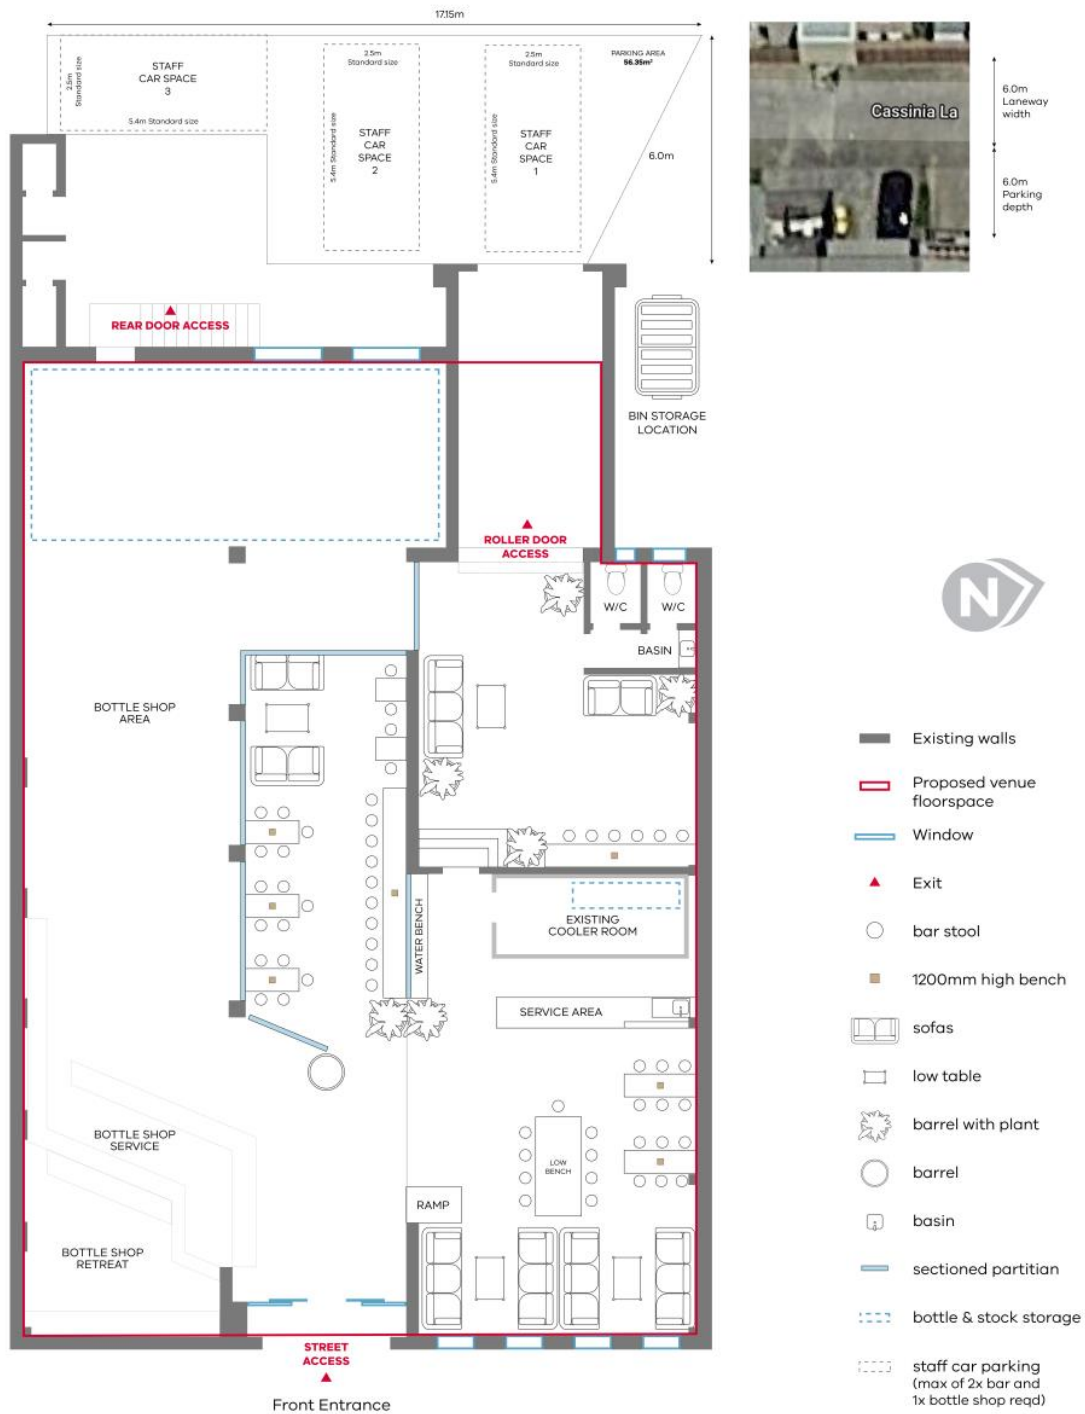 17.15m
STAFF
CAR SPACE
3
2.5m
Standard size
5.4m Standard size
2.5m
Standard size
5.4m Standard size
STAFF
CAR
SPACE
2
2.5m
Standard size
5.4m Standard size
STAFF
CAR
SPACE
1
PARKING AREA
56.35m²
6.0m
Cassinia La
6.0m
Laneway
width
6.0m
Parking
depth
REAR DOOR ACCESS
BIN STORAGE
LOCATION
ROLLER DOOR
ACCESS
W/C
W/C
BASIN
N
BOTTLE SHOP
AREA
WATER BENCH
EXISTING
COOLER ROOM
SERVICE AREA
BOTTLE SHOP
SERVICE
LOW
BENCH
RAMP
BOTTLE SHOP
RETREAT
STREET
ACCESS
Front Entrance
Existing walls
Proposed venue
floorspace
Window
Exit
bar stool
1200mm high bench
sofas
low table
barrel with plant
barrel
basin
sectioned partitian
bottle & stock storage
staff car parking
(max of 2x bar and
1x bottle shop reqd)